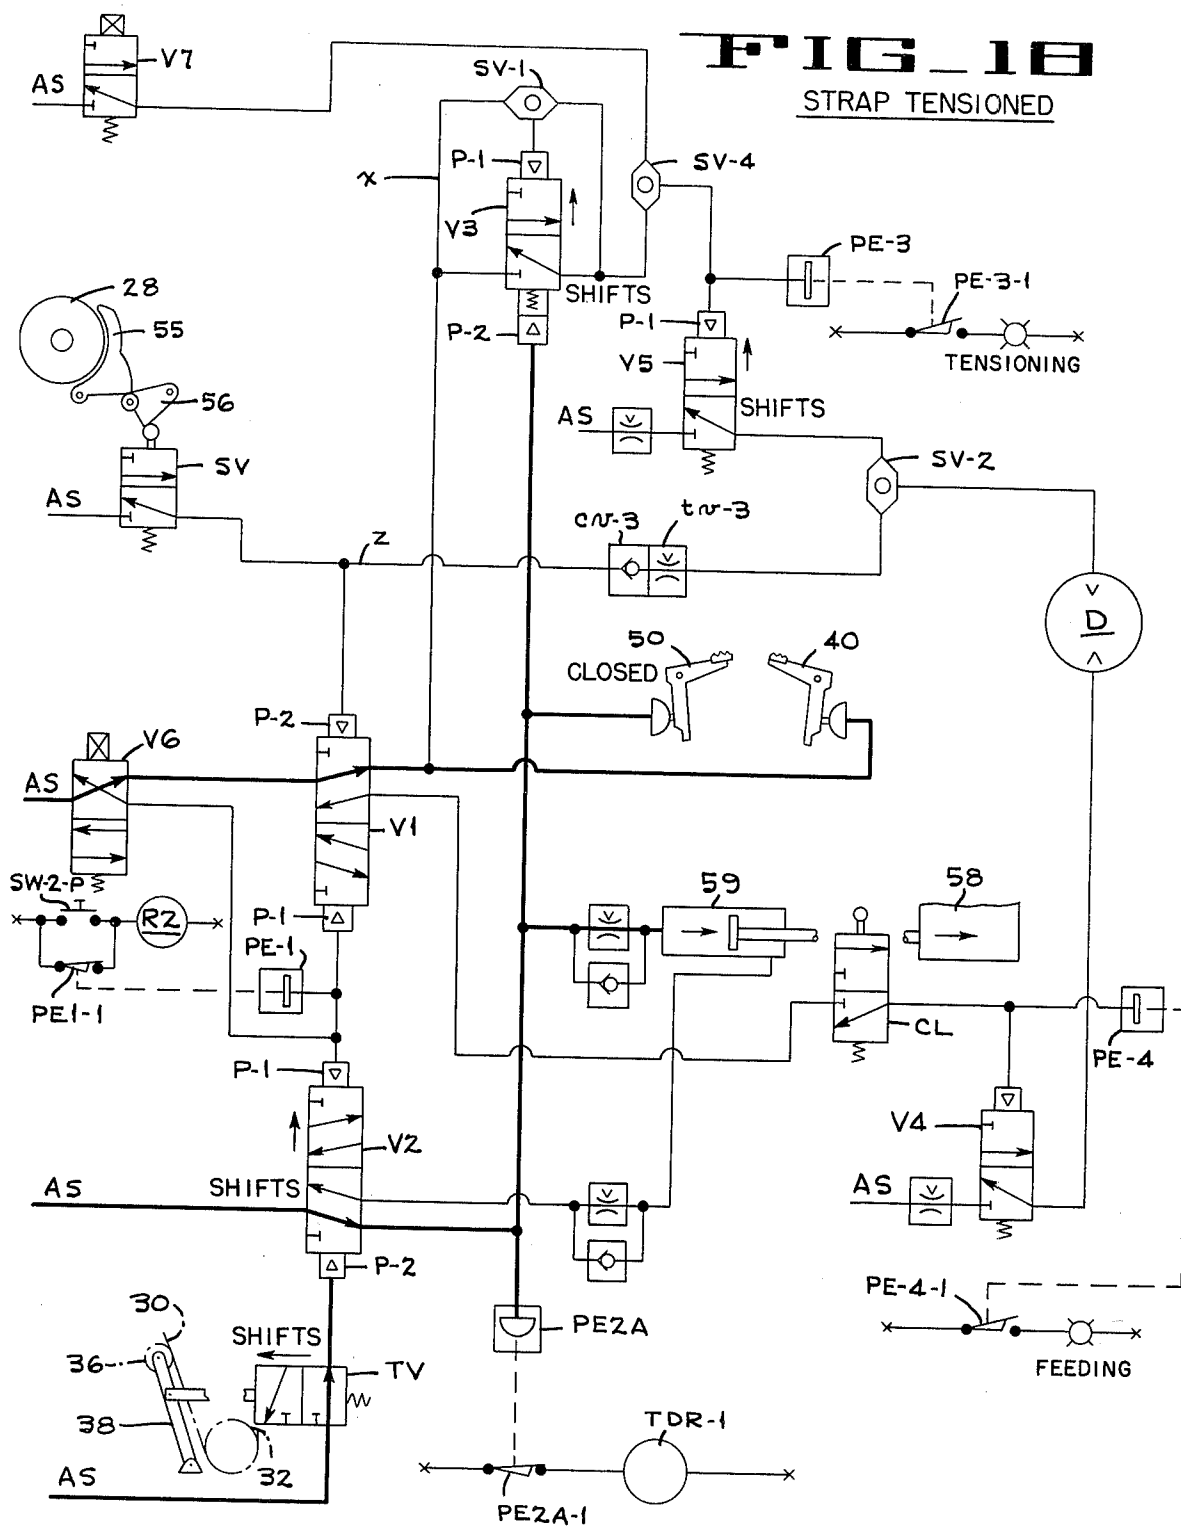 FIG_18
STRAP TENSIONED
V7
AS
SV-1
P-1
SV-4
x
V3
PE-3
SHIFTS
PE-3-1
28
55
P-2
P-1
V5
TENSIONING
56
SHIFTS
AS
SV
SV-2
AS
cv-3
tv-3
z
D
50
40
CLOSED
P-2
V6
AS
V1
SW-2-P
59
58
R2
P-1
PE-1
PE1-1
CL
PE-4
P-1
V4
V2
AS
SHIFTS
AS
P-2
PE-4-1
30
PE2A
SHIFTS
36
TV
FEEDING
38
TDR-1
32
AS
PE2A-1